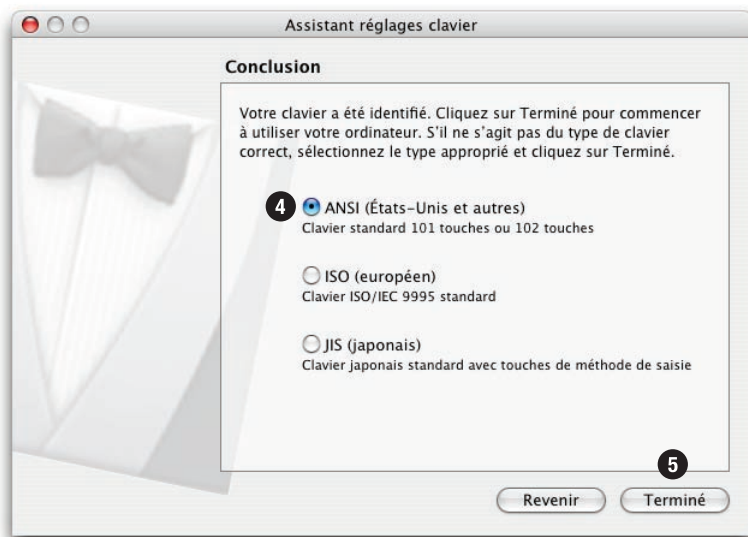 Assistant réglages clavier
Conclusion
Votre clavier a été identifié. Cliquez sur Terminé pour commencer
à utiliser votre ordinateur. S'il ne s'agit pas du type de clavier
correct, sélectionnez le type approprié et cliquez sur Terminé.
4 ANSI (États-Unis et autres)
Clavier standard 101 touches ou 102 touches
ISO (européen)
Clavier ISO/IEC 9995 standard
JIS (japonais)
Clavier japonais standard avec touches de méthode de saisie
5
Revenir Terminé